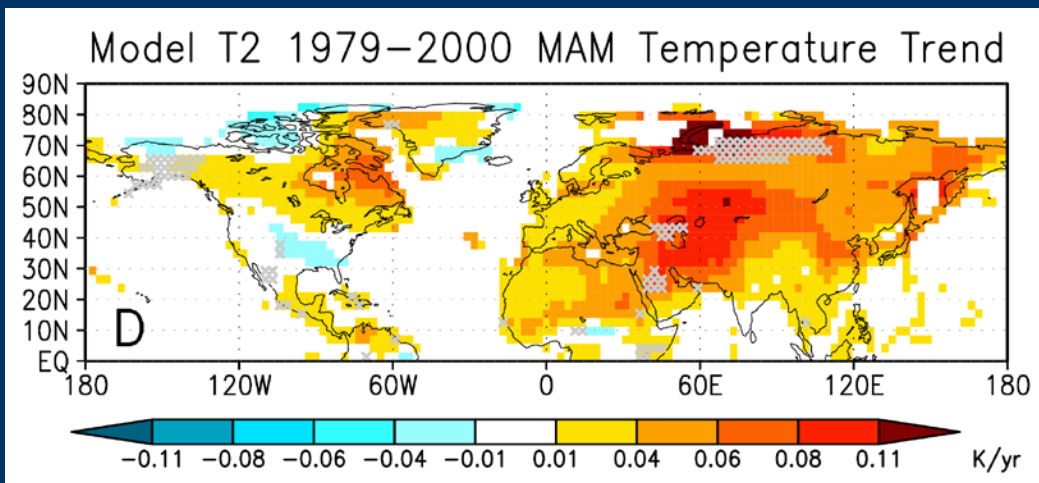 Model T2 1979−2000 MAM Temperature Trend
90N
80N
70N
60N
50N
40N
30N
20N
10N
EQ
D
180 120W 60W 0 60E 120E 180
−0.11 −0.08 −0.06 −0.04 −0.01 0.01 0.04 0.06 0.08 0.11 K/yr